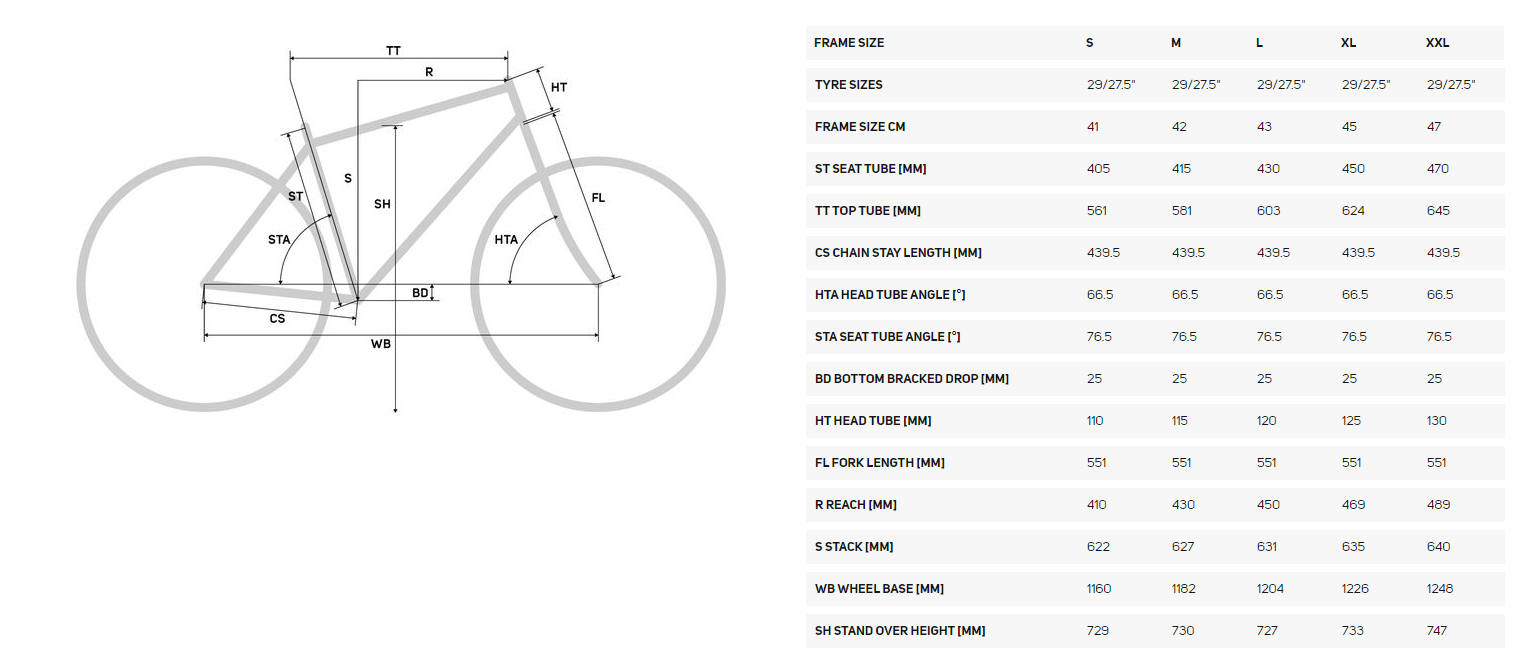 TT
R
HT
S
ST
SH
FL
STA
HTA
BD
CS
WB
FRAME SIZE S M L XL XXL
TYRE SIZES 29/27.5" 29/27.5" 29/27.5" 29/27.5" 29/27.5"
FRAME SIZE CM 41 42 43 45 47
ST SEAT TUBE [MM] 405 415 430 450 470
TT TOP TUBE [MM] 561 581 603 624 645
CS CHAIN STAY LENGTH [MM] 439.5 439.5 439.5 439.5 439.5
HTA HEAD TUBE ANGLE [°] 66.5 66.5 66.5 66.5 66.5
STA SEAT TUBE ANGLE [°] 76.5 76.5 76.5 76.5 76.5
BD BOTTOM BRACKED DROP [MM] 25 25 25 25 25
HT HEAD TUBE [MM] 110 115 120 125 130
FL FORK LENGTH [MM] 551 551 551 551 551
R REACH [MM] 410 430 450 469 489
S STACK [MM] 622 627 631 635 640
WB WHEEL BASE [MM] 1160 1182 1204 1226 1248
SH STAND OVER HEIGHT [MM] 729 730 727 733 747